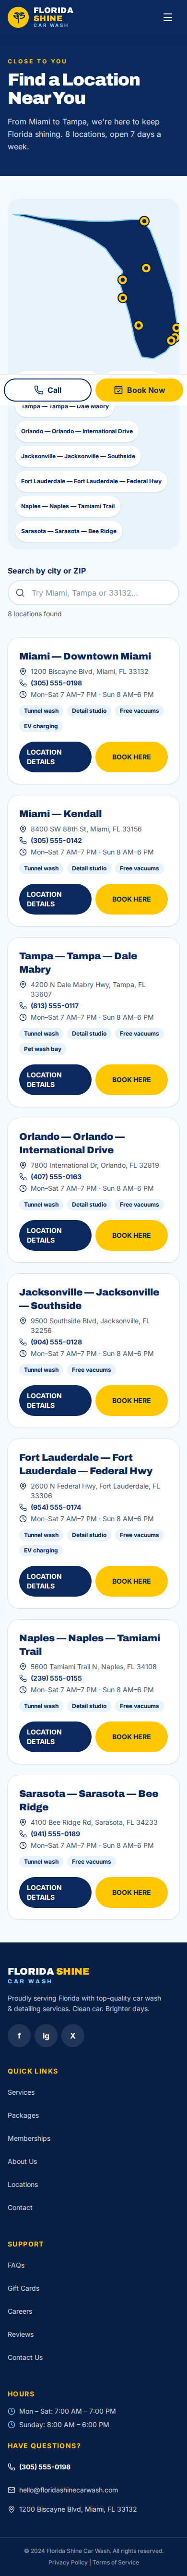 FLORIDA
SHINE
CAR WASH
CLOSE TO YOU
Find a Location
Near You
From Miami to Tampa, we're here to keep
Florida shining. 8 locations, open 7 days a
week.
Call
Book Now
Tampa — Tampa — Dale Mabry
Orlando — Orlando — International Drive
Jacksonville — Jacksonville — Southside
Fort Lauderdale — Fort Lauderdale — Federal Hwy
Naples — Naples — Tamiami Trail
Sarasota — Sarasota — Bee Ridge
Search by city or ZIP
Try Miami, Tampa or 33132...
8 locations found
Miami — Downtown Miami
1200 Biscayne Blvd, Miami, FL 33132
(305) 555-0198
Mon–Sat 7 AM–7 PM · Sun 8 AM–6 PM
Tunnel wash Detail studio Free vacuums
EV charging
LOCATION
DETAILS
BOOK HERE
Miami — Kendall
8400 SW 88th St, Miami, FL 33156
(305) 555-0142
Mon–Sat 7 AM–7 PM · Sun 8 AM–6 PM
Tunnel wash Detail studio Free vacuums
LOCATION
DETAILS
BOOK HERE
Tampa — Tampa — Dale
Mabry
4200 N Dale Mabry Hwy, Tampa, FL
33607
(813) 555-0117
Mon–Sat 7 AM–7 PM · Sun 8 AM–6 PM
Tunnel wash Detail studio Free vacuums
Pet wash bay
LOCATION
DETAILS
BOOK HERE
Orlando — Orlando —
International Drive
7800 International Dr, Orlando, FL 32819
(407) 555-0163
Mon–Sat 7 AM–7 PM · Sun 8 AM–6 PM
Tunnel wash Detail studio Free vacuums
LOCATION
DETAILS
BOOK HERE
Jacksonville — Jacksonville
— Southside
9500 Southside Blvd, Jacksonville, FL
32256
(904) 555-0128
Mon–Sat 7 AM–7 PM · Sun 8 AM–6 PM
Tunnel wash Free vacuums
LOCATION
DETAILS
BOOK HERE
Fort Lauderdale — Fort
Lauderdale — Federal Hwy
2600 N Federal Hwy, Fort Lauderdale, FL
33306
(954) 555-0174
Mon–Sat 7 AM–7 PM · Sun 8 AM–6 PM
Tunnel wash Detail studio Free vacuums
EV charging
LOCATION
DETAILS
BOOK HERE
Naples — Naples — Tamiami
Trail
5600 Tamiami Trail N, Naples, FL 34108
(239) 555-0155
Mon–Sat 7 AM–7 PM · Sun 8 AM–6 PM
Tunnel wash Detail studio Free vacuums
LOCATION
DETAILS
BOOK HERE
Sarasota — Sarasota — Bee
Ridge
4100 Bee Ridge Rd, Sarasota, FL 34233
(941) 555-0189
Mon–Sat 7 AM–7 PM · Sun 8 AM–6 PM
Tunnel wash Free vacuums
LOCATION
DETAILS
BOOK HERE
FLORIDA SHINE
CAR WASH
Proudly serving Florida with top-quality car wash
& detailing services. Clean car. Brighter days.
f ig X
QUICK LINKS
Services
Packages
Memberships
About Us
Locations
Contact
SUPPORT
FAQs
Gift Cards
Careers
Reviews
Contact Us
HOURS
Mon – Sat: 7:00 AM – 7:00 PM
Sunday: 8:00 AM – 6:00 PM
HAVE QUESTIONS?
(305) 555-0198
hello@floridashinecarwash.com
1200 Biscayne Blvd, Miami, FL 33132
© 2024 Florida Shine Car Wash. All rights reserved.
Privacy Policy | Terms of Service